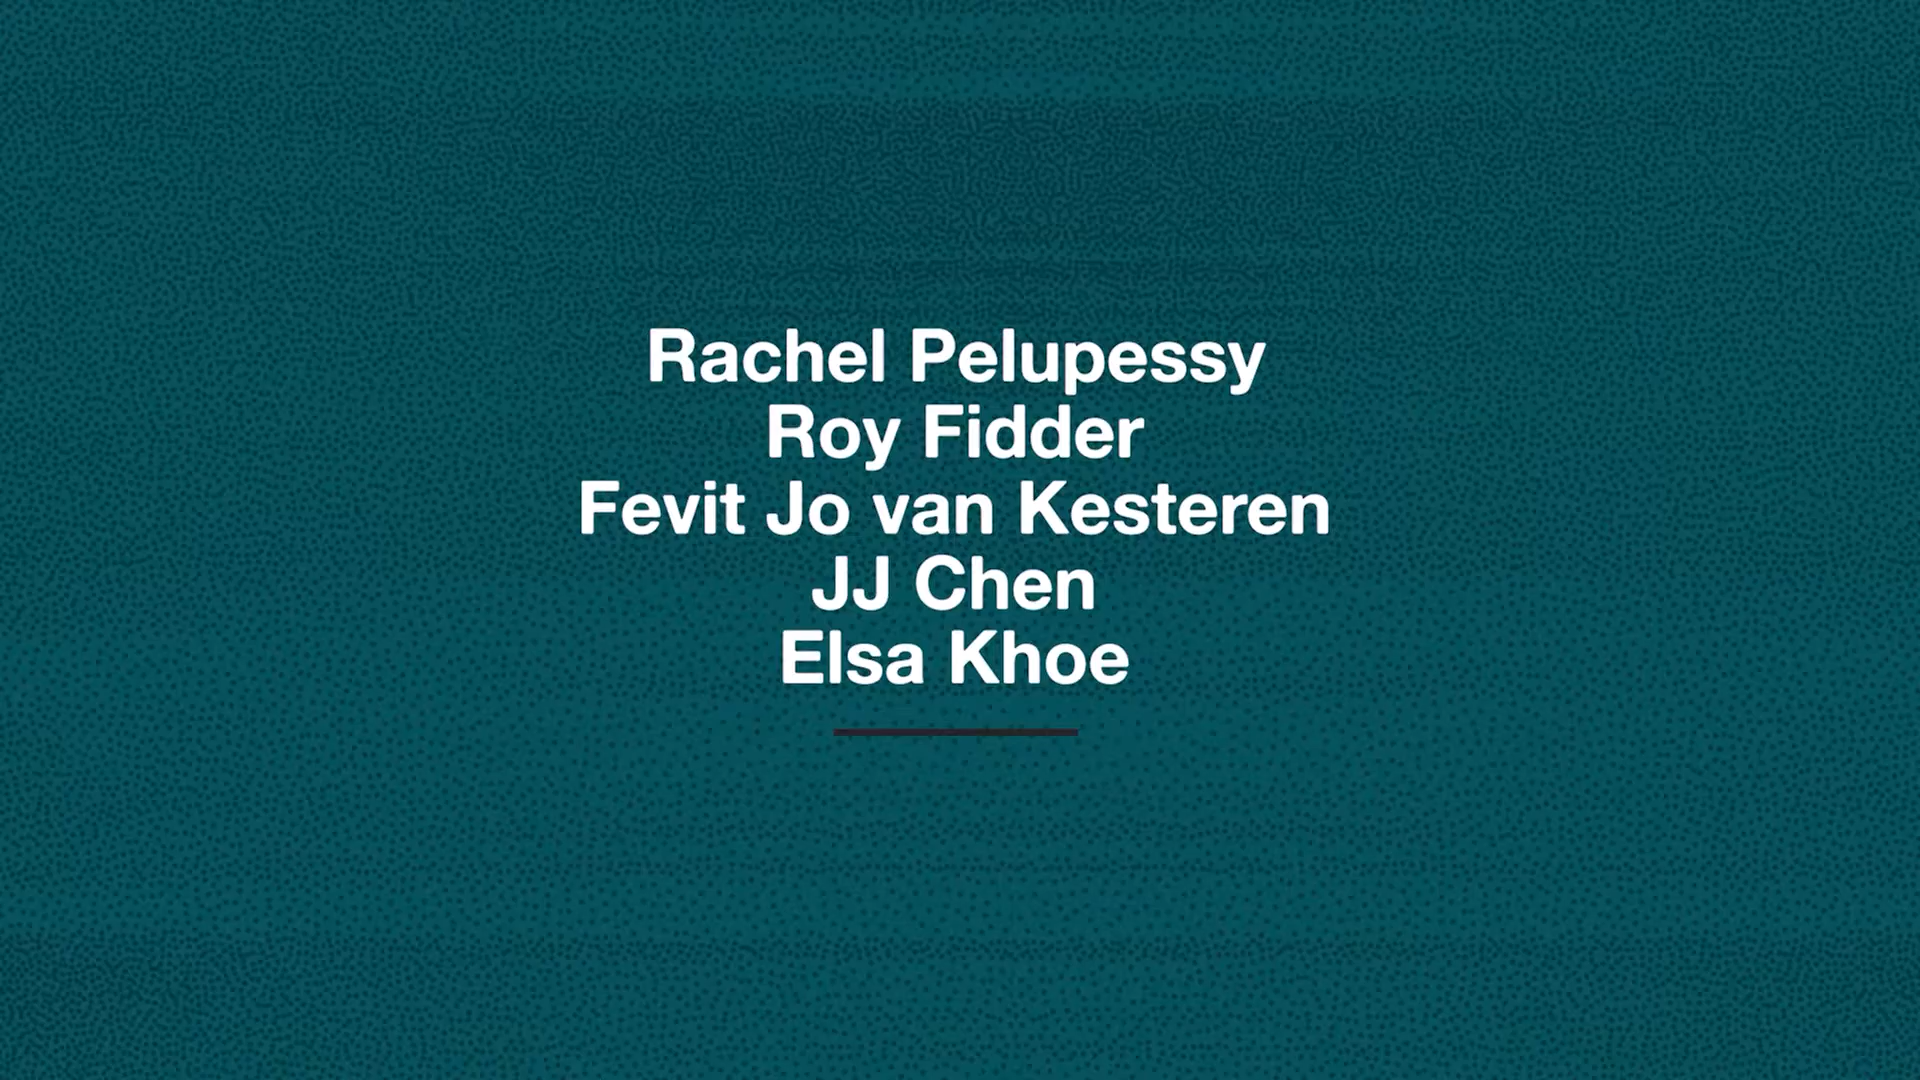 Rachel Pelupessy
Roy Fidder
Fevit Jo van Kesteren
JJ Chen
Elsa Khoe